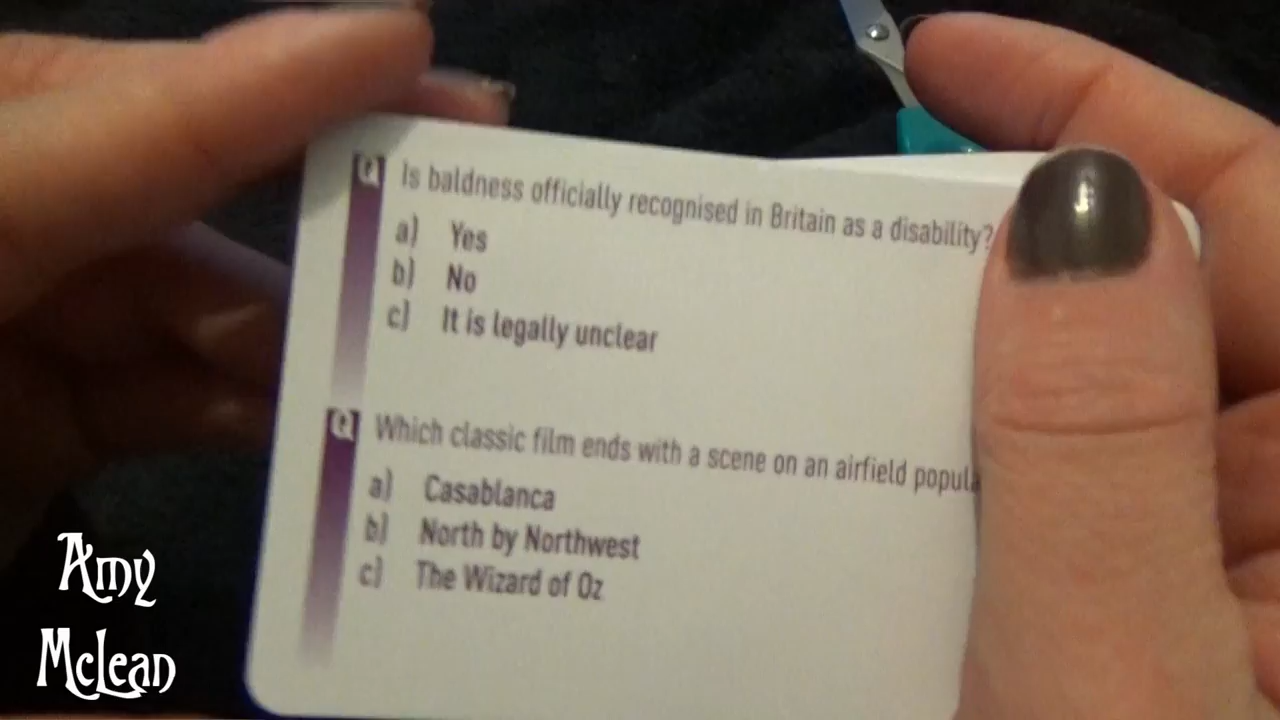 Is baldness officially recognised in Britain as a disability?
a) Yes
b) No
c) It is legally unclear
Which classic film ends with a scene on an airfield
a) Casablanca
b) North by Northwest
c) The Wizard of Oz
Amy
McLean